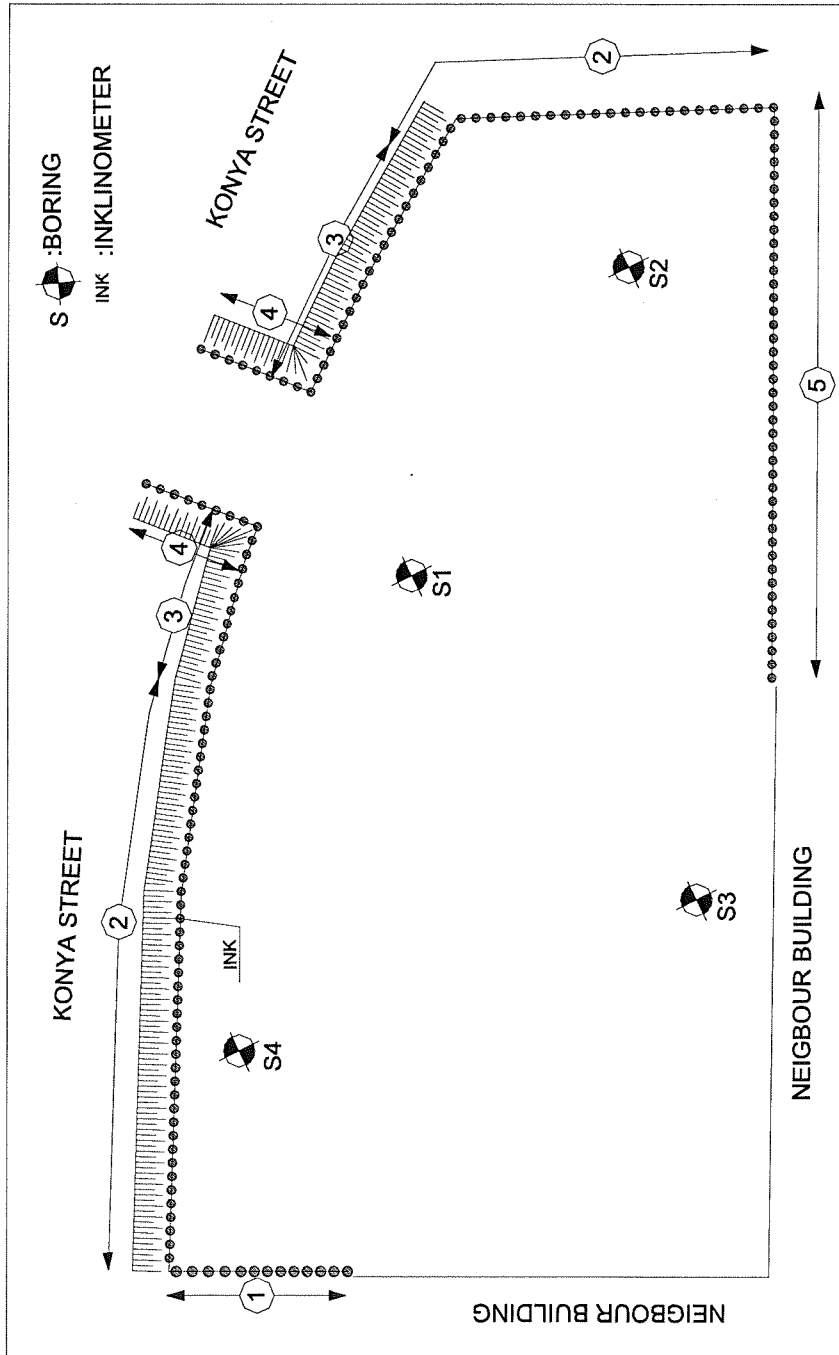 S :BORING
INK :INKLINOMETER
KONYA STREET
KONYA STREET
2
3
4
4
3
2
INK
S4
S1
S2
S3
1
5
NEIGBOUR BUILDING
NEIGBOUR BUILDING